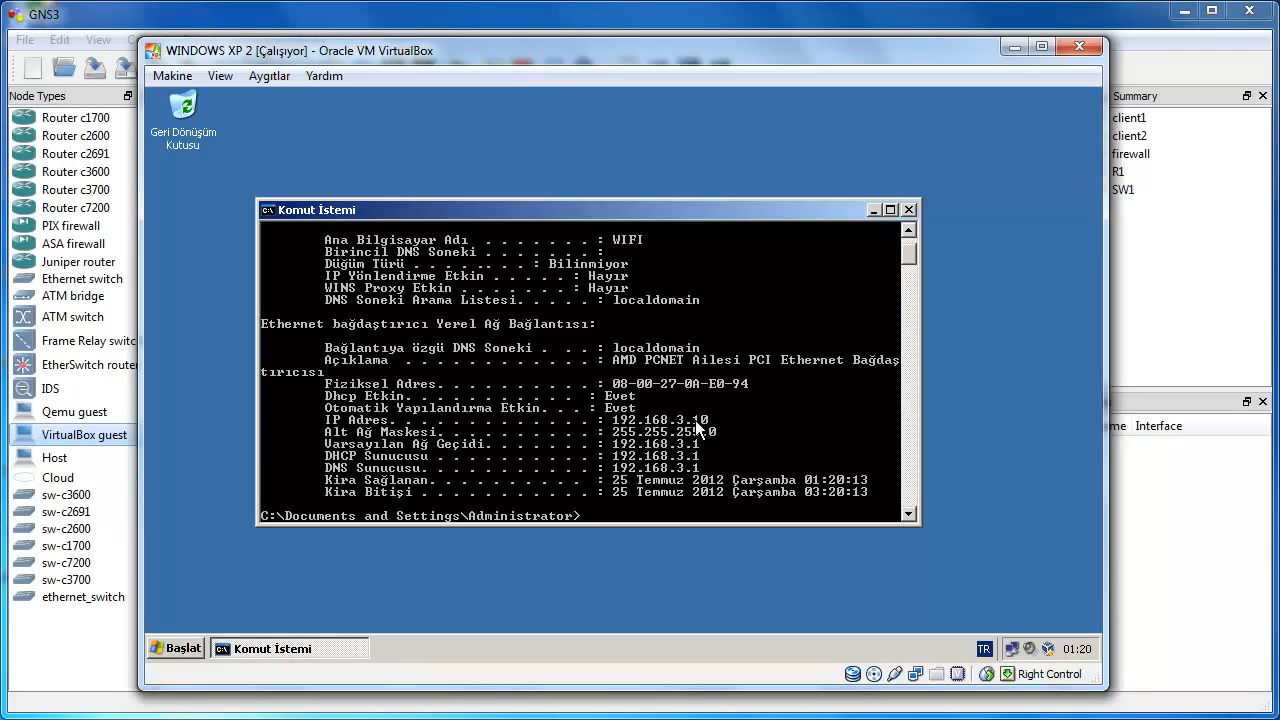 GNS3
File Edit View
WINDOWS XP 2 [Çalışıyor] - Oracle VM VirtualBox
Makine View Aygıtlar Yardım
Node Types
Router c1700
Router c2600
Router c2691
Router c3600
Router c3700
Router c7200
PIX firewall
ASA firewall
Juniper router
Ethernet switch
ATM bridge
ATM switch
Frame Relay switc
EtherSwitch route
IDS
Qemu guest
VirtualBox guest
Host
Cloud
sw-c3600
sw-c2691
sw-c2600
sw-c1700
sw-c7200
sw-c3700
ethernet_switch
Geri Dönüşüm
Kutusu
Komut İstemi
Ana Bilgisayar Adı . . . . . . . : WIFI
Birincil DNS Soneki . . . . . . :
Düğüm Türü . . . . .. . . . : Bilinmiyor
IP Yönlendirme Etkin . . . . . : Hayır
WINS Proxy Etkin . . . . . . . : Hayır
DNS Soneki Arama Listesi. . . . . : localdomain
Ethernet bağdaştırıcı Yerel Ağ Bağlantısı:
Bağlantıya özgü DNS Soneki . . . : localdomain
Açıklama . . . . . . . . . . . . : AMD PCNET Ailesi PCI Ethernet Bağdaş
tırıcısı
Fiziksel Adres. . . . . . . . . . : 08-00-27-0A-E0-94
Dhcp Etkin. . . . . . . . . . . : Evet
Otomatik Yapılandırma Etkin. . . : Evet
IP Adres. . . . . . . . . . . . . : 192.168.3.10
Alt Ağ Maskesi. . . . . . . . . . : 255.255.255.0
Varsayılan Ağ Geçidi. . . . . . . : 192.168.3.1
DHCP Sunucusu . . . . . . . . . . : 192.168.3.1
DNS Sunucusu. . . . . . . . . . . : 192.168.3.1
Kira Sağlanan. . . . . . . . . . : 25 Temmuz 2012 Çarşamba 01:20:13
Kira Bitişi . . . . . . . . . . . : 25 Temmuz 2012 Çarşamba 03:20:13
C:\Documents and Settings\Administrator>
Başlat
Komut İstemi
TR
01:20
Right Control
Summary
client1
client2
firewall
R1
SW1
me Interface